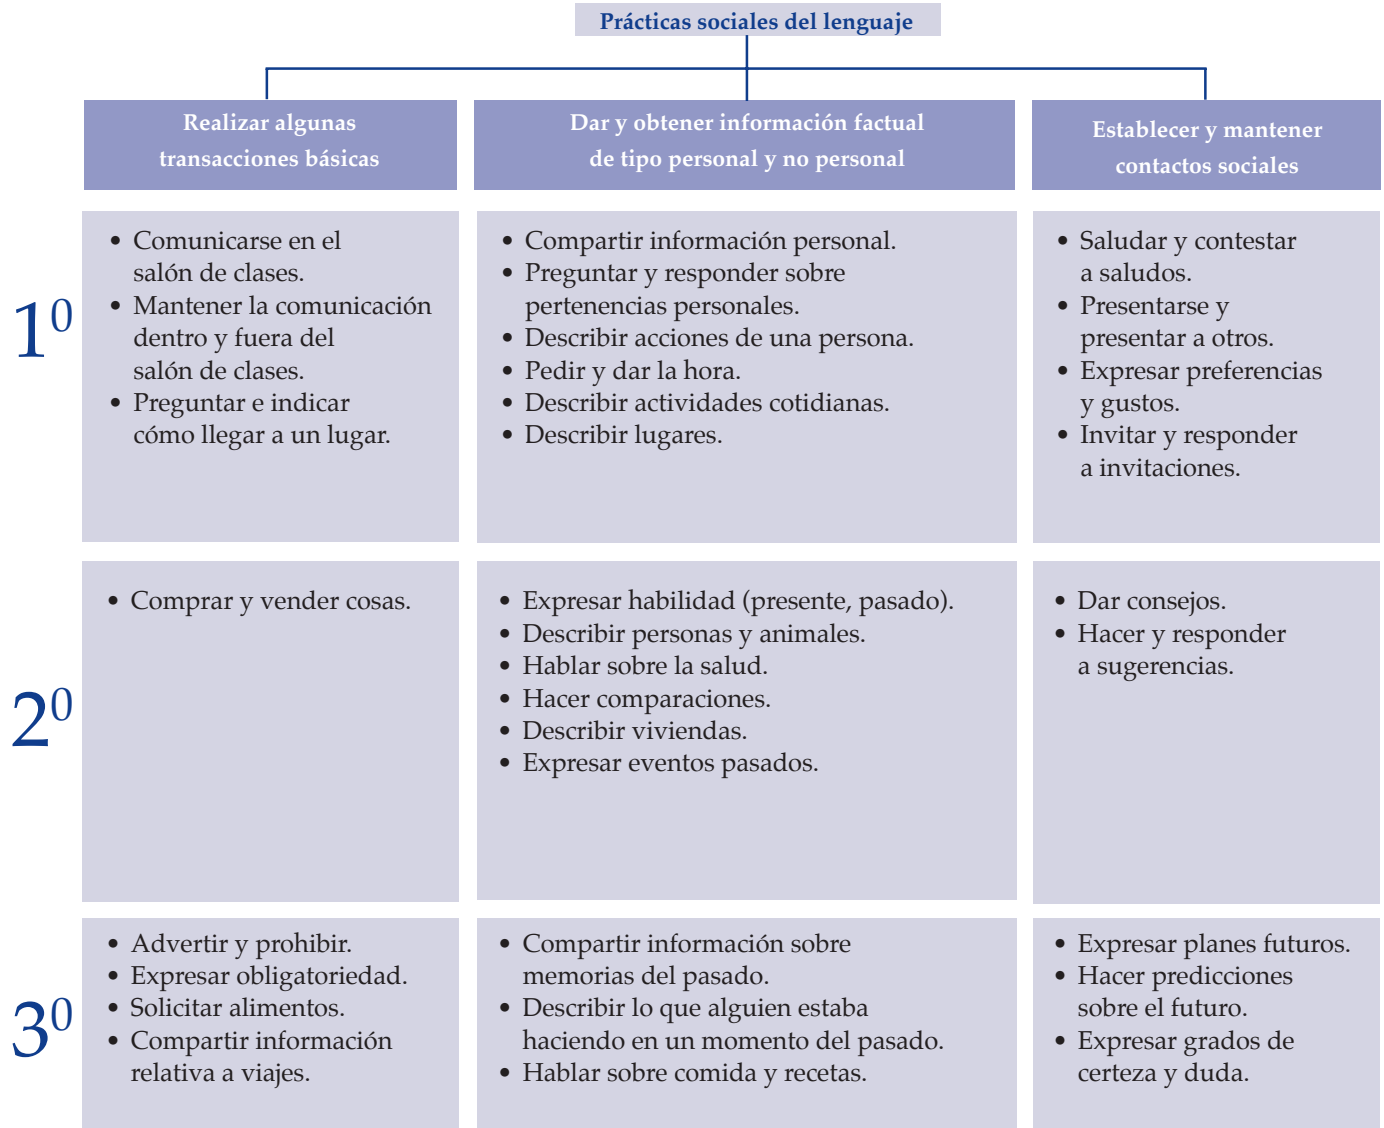 Prácticas sociales del lenguaje
Realizar algunas
transacciones básicas
Dar y obtener información factual
de tipo personal y no personal
Establecer y mantener
contactos sociales
1⁰
• Comunicarse en el
salón de clases.
• Mantener la comunicación
dentro y fuera del
salón de clases.
• Preguntar e indicar
cómo llegar a un lugar.
• Compartir información personal.
• Preguntar y responder sobre
pertenencias personales.
• Describir acciones de una persona.
• Pedir y dar la hora.
• Describir actividades cotidianas.
• Describir lugares.
• Saludar y contestar
a saludos.
• Presentarse y
presentar a otros.
• Expresar preferencias
y gustos.
• Invitar y responder
a invitaciones.
2⁰
• Comprar y vender cosas.
• Expresar habilidad (presente, pasado).
• Describir personas y animales.
• Hablar sobre la salud.
• Hacer comparaciones.
• Describir viviendas.
• Expresar eventos pasados.
• Dar consejos.
• Hacer y responder
a sugerencias.
3⁰
• Advertir y prohibir.
• Expresar obligatoriedad.
• Solicitar alimentos.
• Compartir información
relativa a viajes.
• Compartir información sobre
memorias del pasado.
• Describir lo que alguien estaba
haciendo en un momento del pasado.
• Hablar sobre comida y recetas.
• Expresar planes futuros.
• Hacer predicciones
sobre el futuro.
• Expresar grados de
certeza y duda.